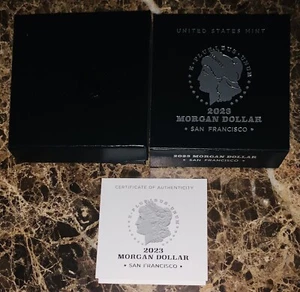 UNITED STATES MINT
E·PLURIBUS·UNUM
2023
MORGAN DOLLAR
• SAN FRANCISCO •
2023 MORGAN DOLLAR
• SAN FRANCISCO •
CERTIFICATE OF AUTHENTICITY
2023
MORGAN DOLLAR
• SAN FRANCISCO •